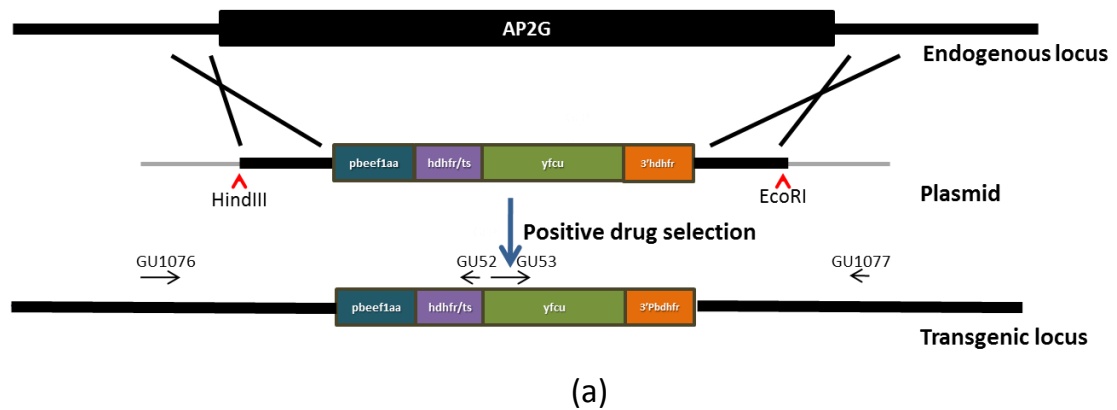 AP2G
Endogenous locus
pbeef1aa hdhfr/ts yfcu 3'hdhfr
HindIII EcoRI
Plasmid
Positive drug selection
GU1076 GU52 GU53 GU1077
pbeef1aa hdhfr/ts yfcu 3'Pbdhfr
Transgenic locus
(a)